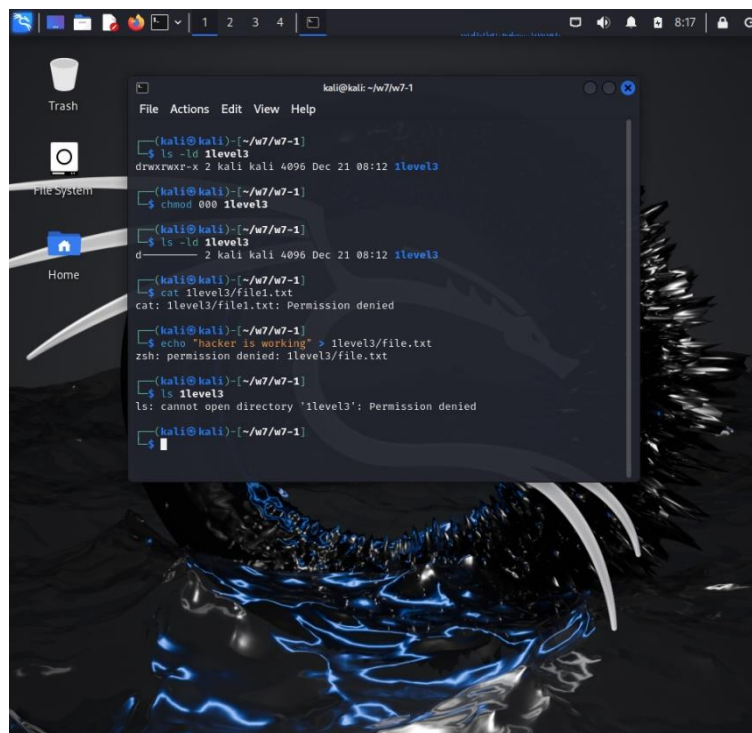 1 2 3 4
8:17
Trash
File System
Home
kali@kali: ~/w7/w7-1
File Actions Edit View Help
┌──(kali㉿kali)-[~/w7/w7-1]
└─$ ls -ld 1level3
drwxrwxr-x 2 kali kali 4096 Dec 21 08:12 1level3
┌──(kali㉿kali)-[~/w7/w7-1]
└─$ chmod 000 1level3
┌──(kali㉿kali)-[~/w7/w7-1]
└─$ ls -ld 1level3
d--------- 2 kali kali 4096 Dec 21 08:12 1level3
┌──(kali㉿kali)-[~/w7/w7-1]
└─$ cat 1level3/file1.txt
cat: 1level3/file1.txt: Permission denied
┌──(kali㉿kali)-[~/w7/w7-1]
└─$ echo "hacker is working" > 1level3/file.txt
zsh: permission denied: 1level3/file.txt
┌──(kali㉿kali)-[~/w7/w7-1]
└─$ ls 1level3
ls: cannot open directory '1level3': Permission denied
┌──(kali㉿kali)-[~/w7/w7-1]
└─$